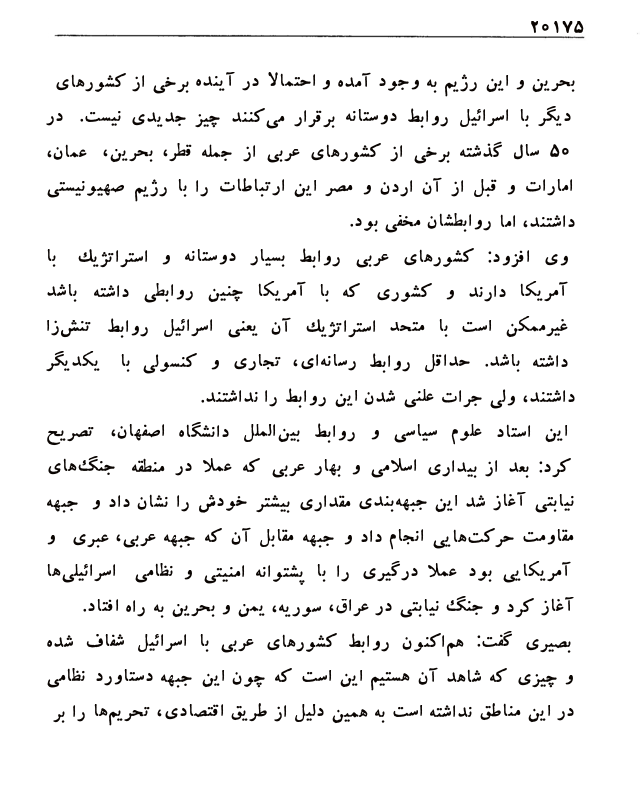 ۲۰۱۷۵
بحرین و این رژیم به وجود آمده و احتمالا در آینده برخی از کشورهای
دیگر با اسرائیل روابط دوستانه برقرار می‌کنند چیز جدیدی نیست. در
۵۰ سال گذشته برخی از کشورهای عربی از جمله قطر، بحرین، عمان،
امارات و قبل از آن اردن و مصر این ارتباطات را با رژیم صهیونیستی
داشتند، اما روابطشان مخفی بود.
وی افزود: کشورهای عربی روابط بسیار دوستانه و استراتژیك با
آمریکا دارند و کشوری که با آمریکا چنین روابطی داشته باشد
غیرممکن است با متحد استراتژیك آن یعنی اسرائیل روابط تنش‌زا
داشته باشد. حداقل روابط رسانه‌ای، تجاری و کنسولی با یکدیگر
داشتند، ولی جرات علنی شدن این روابط را نداشتند.
این استاد علوم سیاسی و روابط بین‌الملل دانشگاه اصفهان، تصریح
کرد: بعد از بیداری اسلامی و بهار عربی که عملا در منطقه جنگ‌های
نیابتی آغاز شد این جبهه‌بندی مقداری بیشتر خودش را نشان داد و جبهه
مقاومت حرکت‌هایی انجام داد و جبهه مقابل آن که جبهه عربی، عبری و
آمریکایی بود عملا درگیری را با پشتوانه امنیتی و نظامی اسرائیلی‌ها
آغاز کرد و جنگ نیابتی در عراق، سوریه، یمن و بحرین به راه افتاد.
بصیری گفت: هم‌اکنون روابط کشورهای عربی با اسرائیل شفاف شده
و چیزی که شاهد آن هستیم این است که چون این جبهه دستاورد نظامی
در این مناطق نداشته است به همین دلیل از طریق اقتصادی، تحریم‌ها را بر